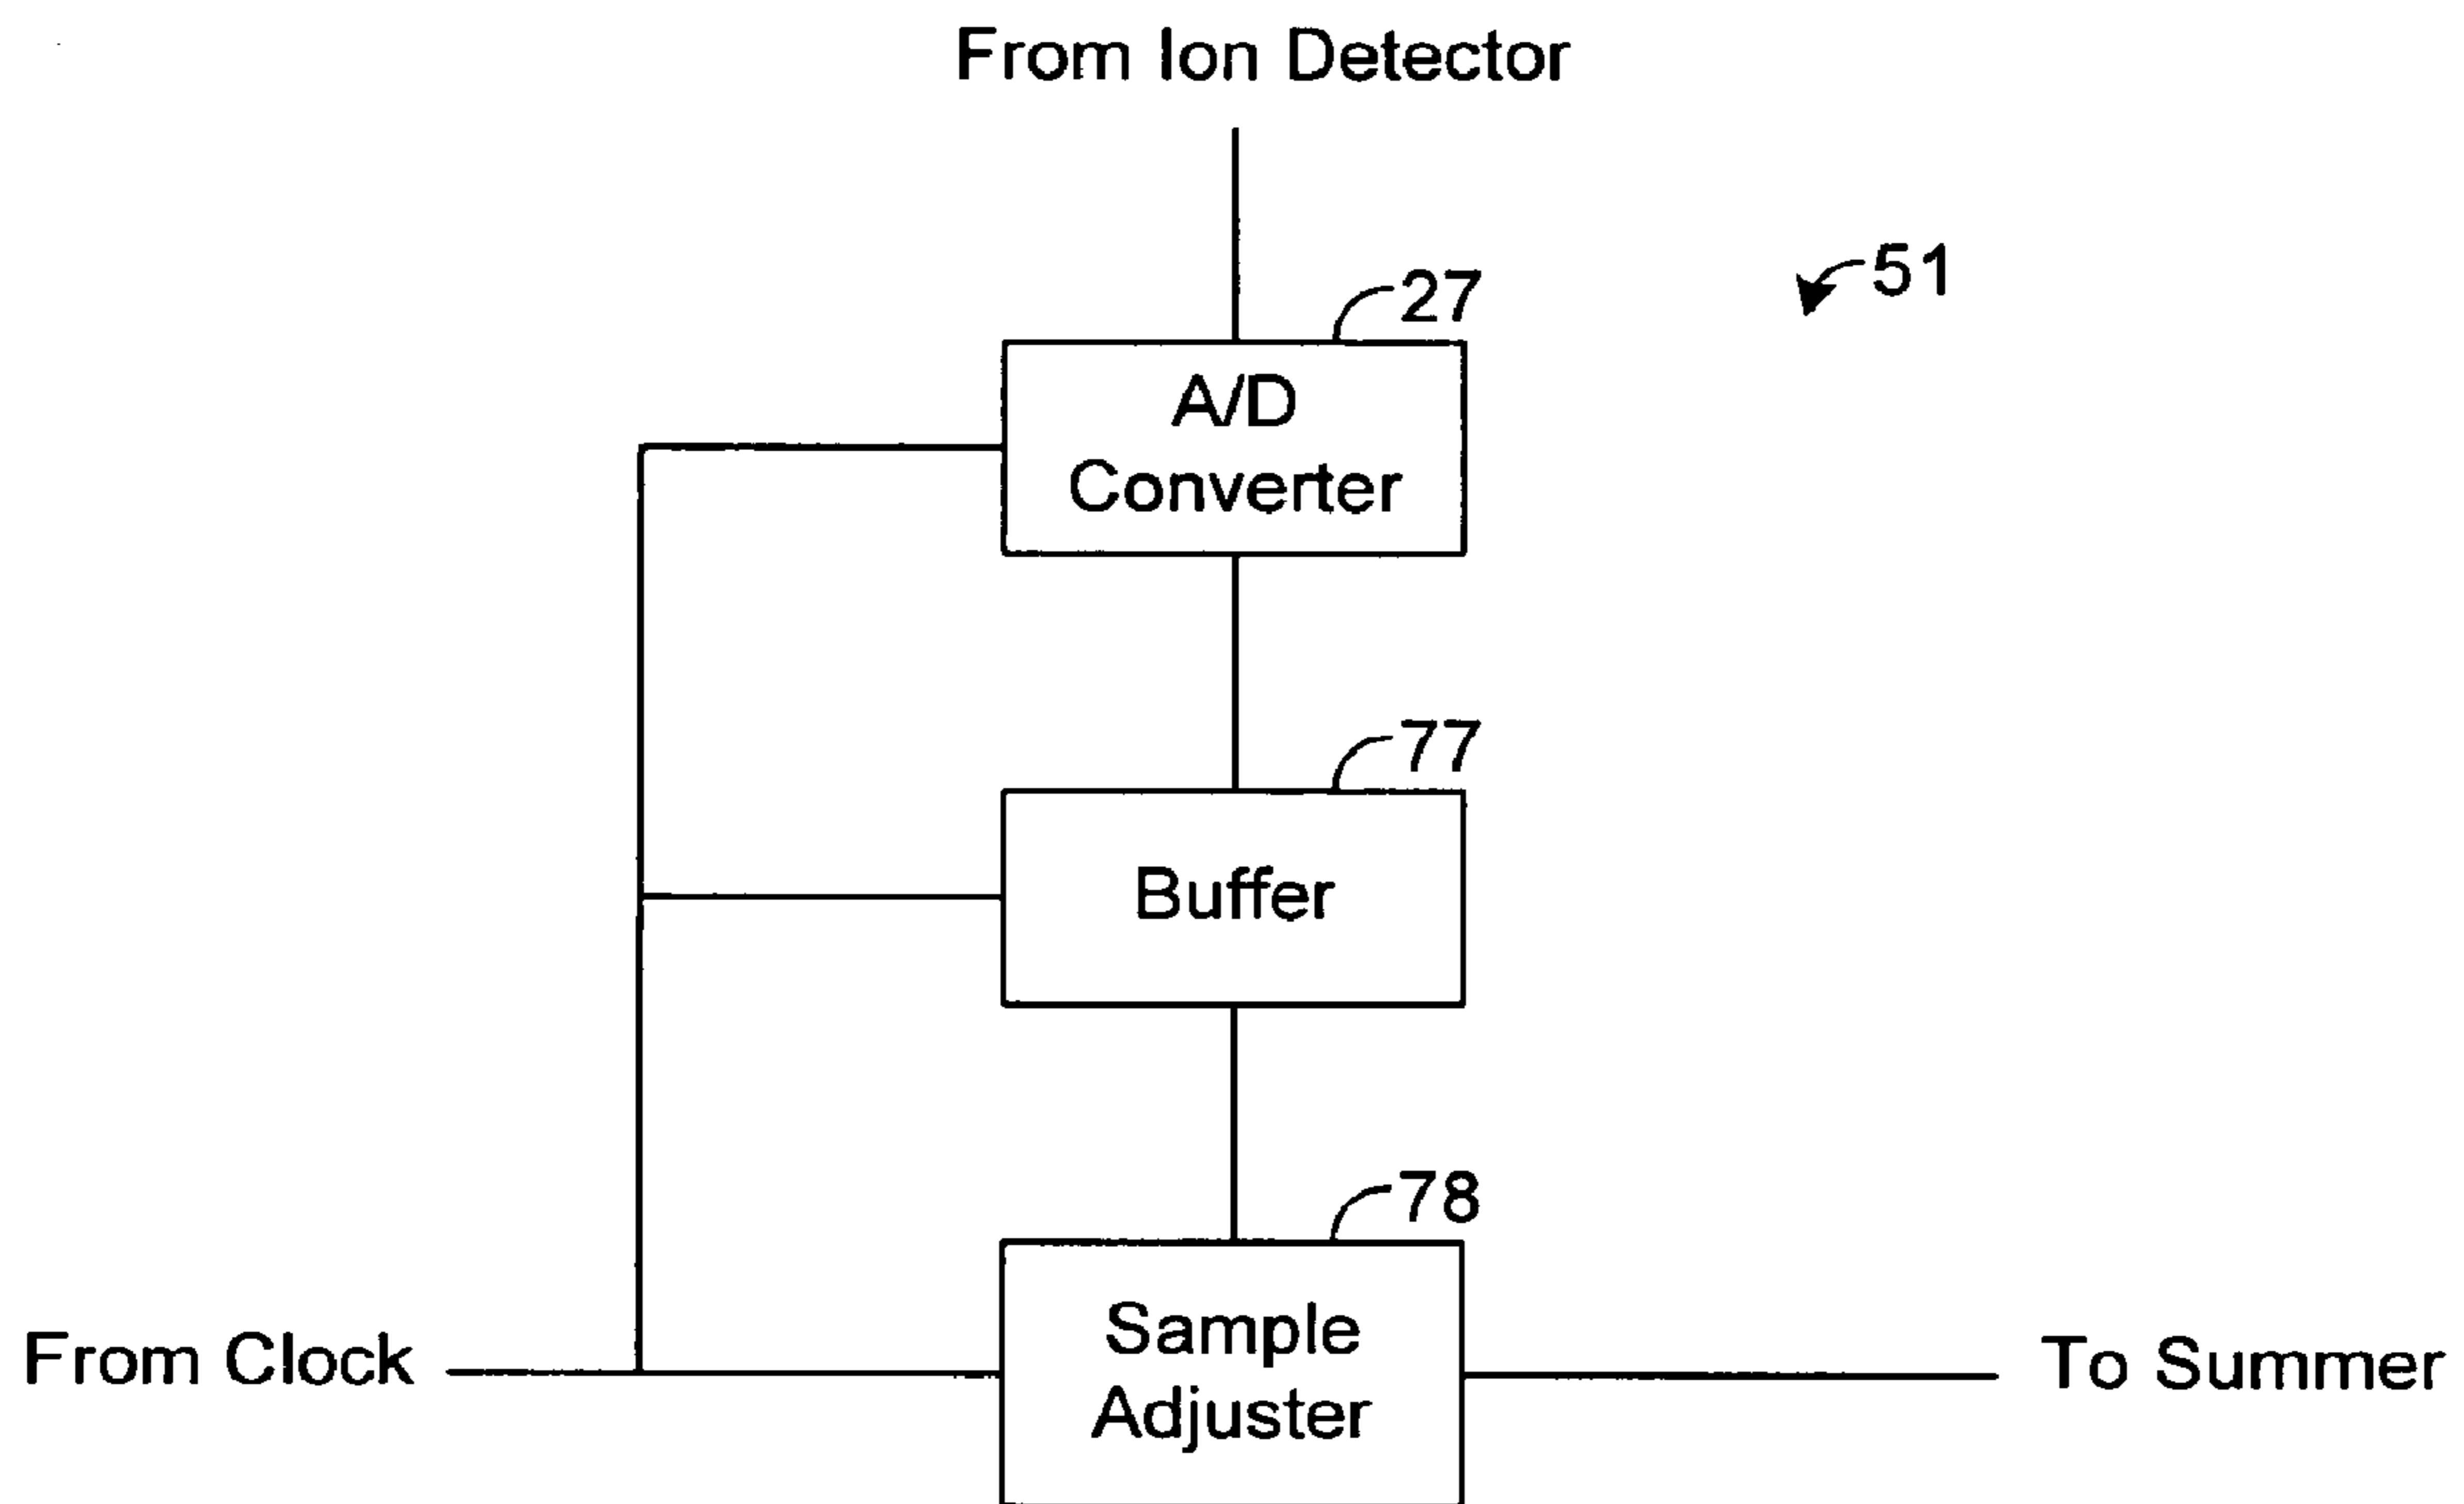 From Ion Detector
51
27
A/D
Converter
77
Buffer
78
Sample
Adjuster
From Clock
To Summer